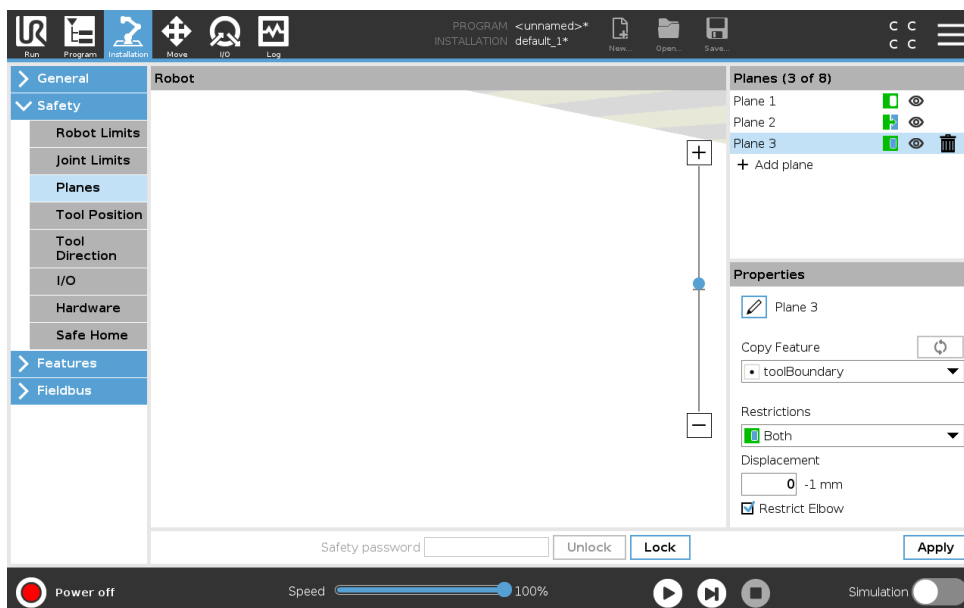 PROGRAM <unnamed>*
INSTALLATION default_1*
Run Program Installation Move I/O Log New... Open... Save...
C C
C C
General
Safety
Robot Limits
Joint Limits
Planes
Tool Position
Tool
Direction
I/O
Hardware
Safe Home
Features
Fieldbus
Robot
Planes (3 of 8)
Plane 1
Plane 2
Plane 3
+ Add plane
Properties
Plane 3
Copy Feature
toolBoundary
Restrictions
Both
Displacement
0 -1 mm
Restrict Elbow
Safety password Unlock Lock Apply
Power off Speed 100% Simulation